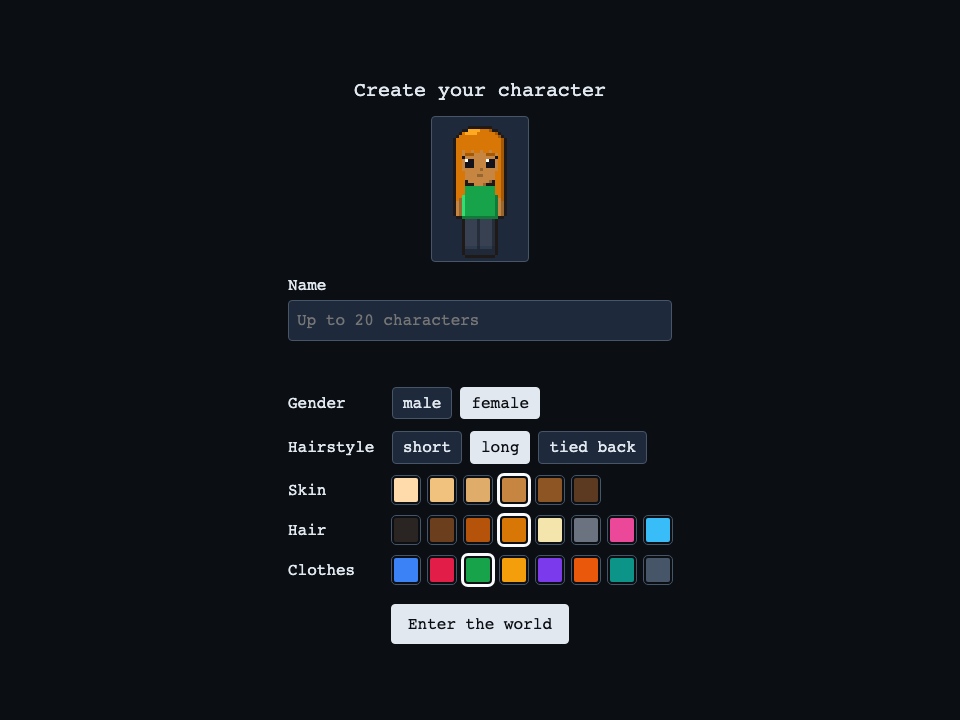 Create your character
Name
Up to 20 characters
Gender male female
Hairstyle short long tied back
Skin
Hair
Clothes
Enter the world